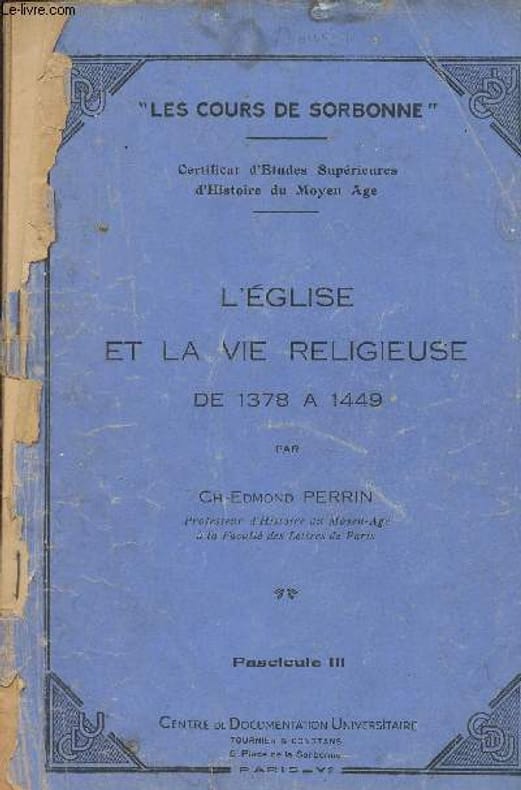 Le-livre.com
"LES COURS DE SORBONNE"
Certificat d'Etudes Supérieures
d'Histoire du Moyen Age
L'ÉGLISE
ET LA VIE RELIGIEUSE
DE 1378 A 1449
PAR
CH-EDMOND PERRIN
Professeur d'Histoire du Moyen-Age
à la Faculté des Lettres de Paris
Fascicule III
CENTRE DE DOCUMENTATION UNIVERSITAIRE
TOURNIER & CONSTANS
5, Place de la Sorbonne
PARIS-Vᵉ